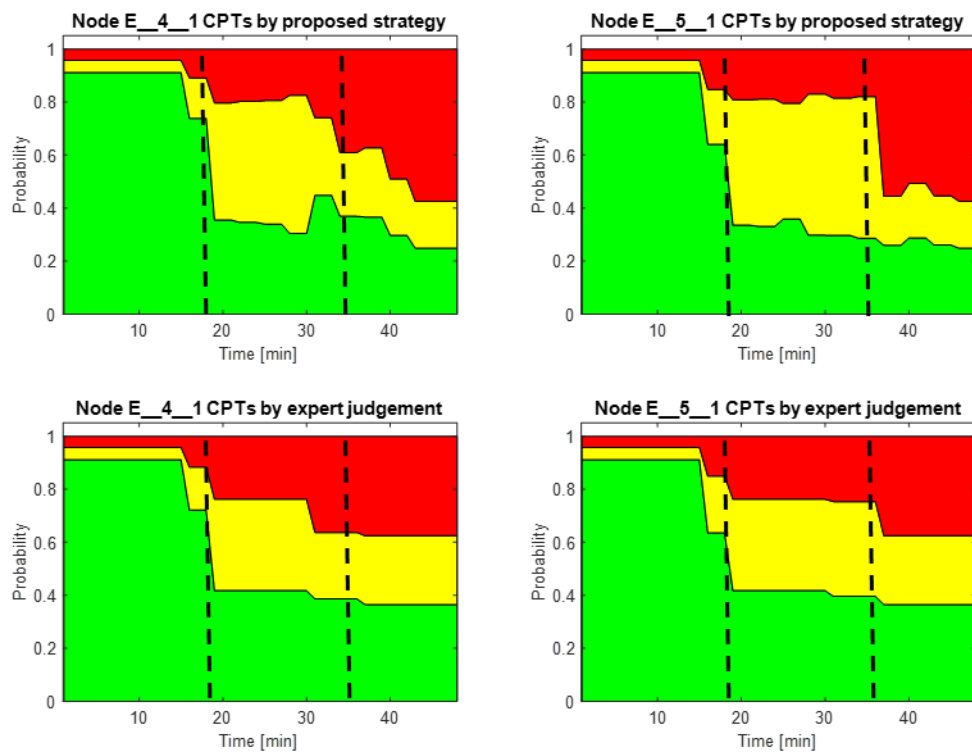 Node E__4__1 CPTs by proposed strategy
1
0.8
0.6
0.4
0.2
0
Probability
10 20 30 40
Time [min]
Node E__5__1 CPTs by proposed strategy
1
0.8
0.6
0.4
0.2
0
Probability
10 20 30 40
Time [min]
Node E__4__1 CPTs by expert judgement
1
0.8
0.6
0.4
0.2
0
Probability
10 20 30 40
Time [min]
Node E__5__1 CPTs by expert judgement
1
0.8
0.6
0.4
0.2
0
Probability
10 20 30 40
Time [min]